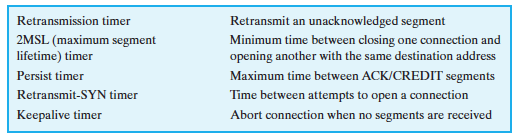 Retransmission timer Retransmit an unacknowledged segment
2MSL (maximum segment Minimum time between closing one connection and
lifetime) timer opening another with the same destination address
Persist timer Maximum time between ACK/CREDIT segments
Retransmit-SYN timer Time between attempts to open a connection
Keepalive timer Abort connection when no segments are received